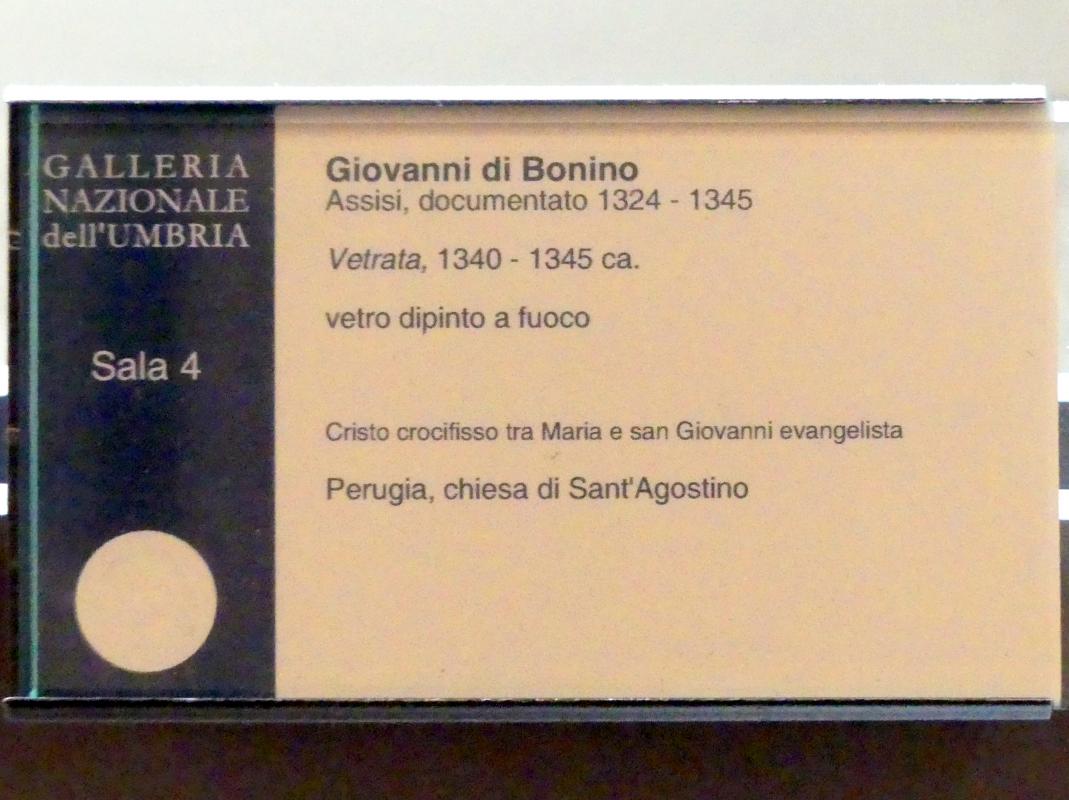 GALLERIA
NAZIONALE
dell'UMBRIA
Sala 4
Giovanni di Bonino
Assisi, documentato 1324 - 1345
Vetrata, 1340 - 1345 ca.
vetro dipinto a fuoco
Cristo crocifisso tra Maria e san Giovanni evangelista
Perugia, chiesa di Sant'Agostino